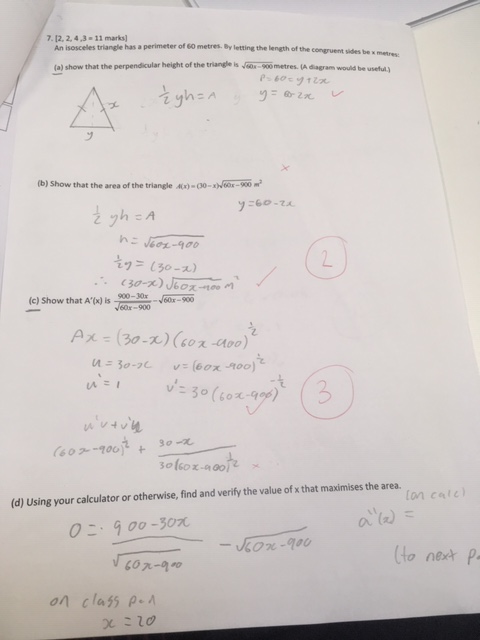 7. [2, 2, 4 ,3 = 11 marks]
An isosceles triangle has a perimeter of 60 metres. By letting the length of the congruent sides be x metres:
(a) show that the perpendicular height of the triangle is √60x−900 metres. (A diagram would be useful.)
P=60=y+2x
½ yh = A
y = 60-2x ✓
x
y
×
(b) Show that the area of the triangle A(x) = (30−x)√60x−900 m²
y=60-2x
½ yh = A
h = √60x-900
½y = (30-x)
2
∴ (30-x)√60x-900 m² ✓
(c) Show that A'(x) is 900−30x/√60x−900 −√60x−900
Ax = (30-x)(60x-900)^½
u = 30-x v = (60x-900)^½
u' = 1 v' = 30(60x-900)^-½
✓
3
u'v + v'u
(60x-900)^½ + 30-x/30(60x-900)^½ ×
(d) Using your calculator or otherwise, find and verify the value of x that maximises the area.
(on calc)
0 = 900-30x/√60x-900 -√60x-900
a''(x) =
(to next
on class
x = 20